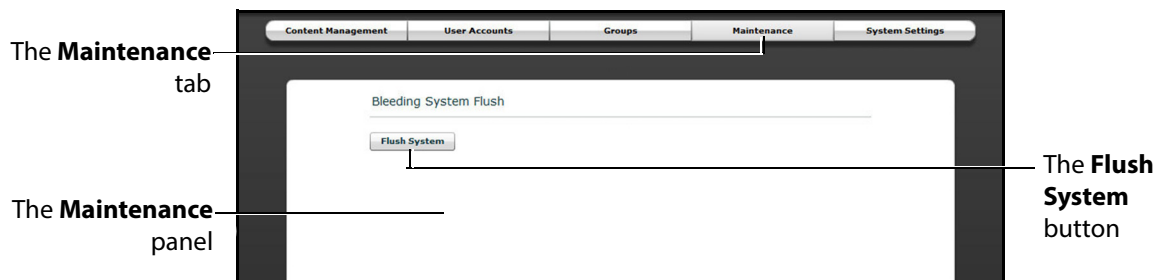 Content Management User Accounts Groups Maintenance System Settings
The Maintenance
tab
Bleeding System Flush
Flush System
The Flush
System
button
The Maintenance
panel